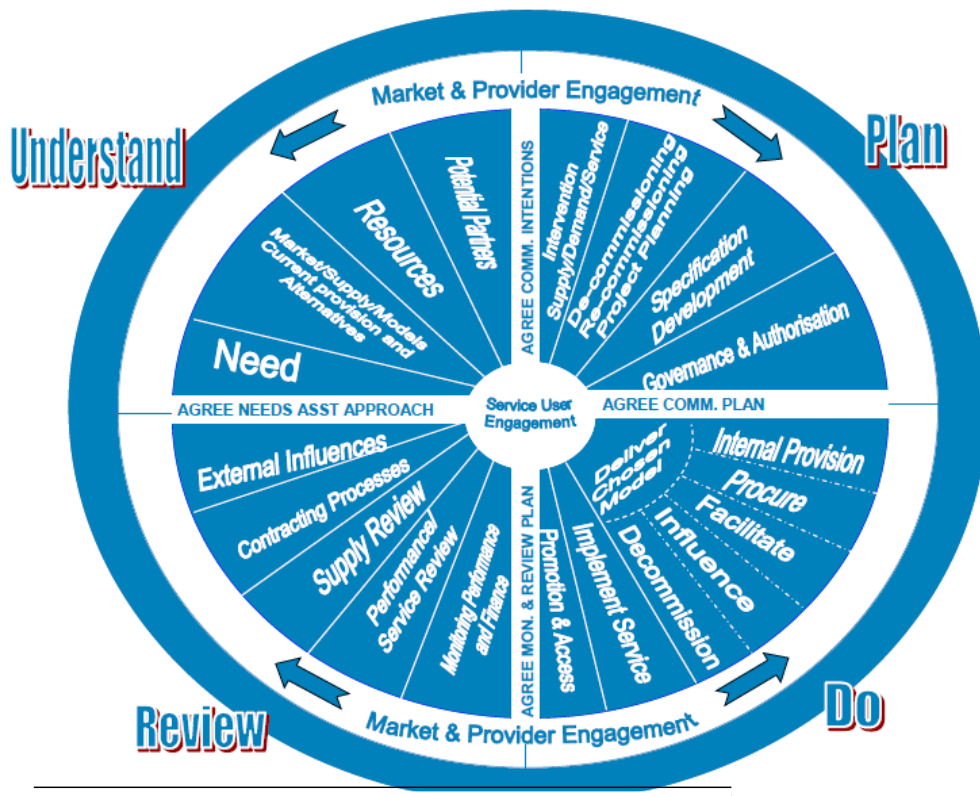 Market & Provider Engagement
Understand
Plan
Need
Market/Supply/Models
Current provision and
Alternatives
Resources
Potential Partners
AGREE COMM. INTENTIONS
Intervention
Supply/Demand/Service
De-commissioning
Re-commissioning
Project Planning
Specification
Development
Governance & Authorisation
AGREE NEEDS ASST APPROACH
Service User
Engagement
AGREE COMM. PLAN
External Influences
Contracting Processes
Supply Review
Performance/
Service Review
Monitoring Performance
and Finance
AGREE MON. & REVIEW PLAN
Promotion & Access
Implement Service
Deliver
Chosen
Model
Decommission
Influence
Facilitate
Procure
Internal Provision
Review
Do
Market & Provider Engagement